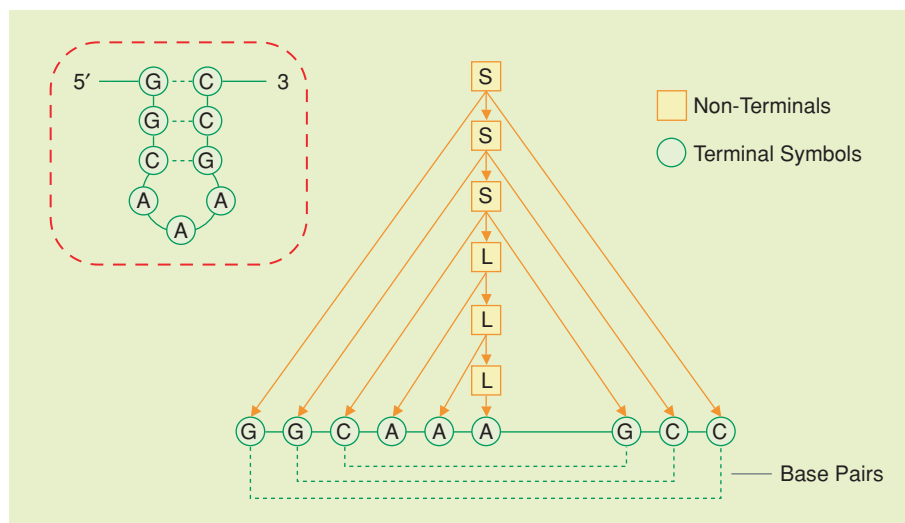 5′ G C 3
G C
C G
A A
A
S
S
S
L
L
L
Non-Terminals
Terminal Symbols
G G C A A A G C C
Base Pairs